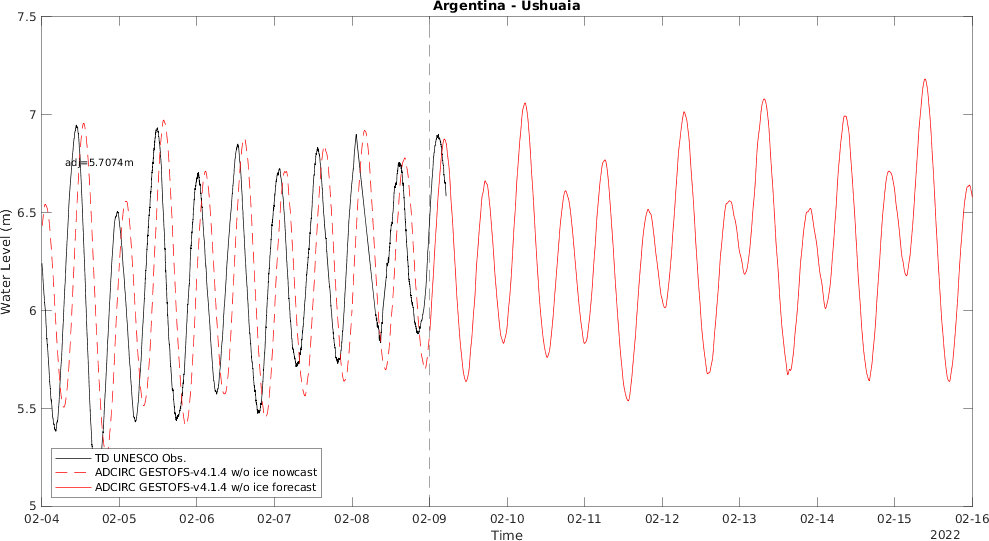 Argentina - Ushuaia
7.5
7
6.5
6
5.5
5
Water Level (m)
adj=5.7074m
TD UNESCO Obs.
ADCIRC GESTOFS-v4.1.4 w/o ice nowcast
ADCIRC GESTOFS-v4.1.4 w/o ice forecast
02-04 02-05 02-06 02-07 02-08 02-09 02-10 02-11 02-12 02-13 02-14 02-15 02-16
Time
2022